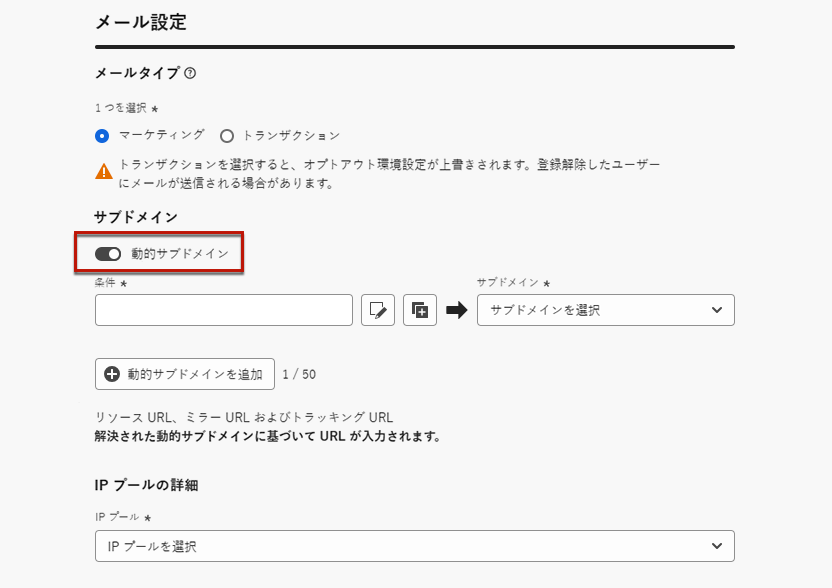 メール設定
メールタイプ
1 つを選択 *
マーケティング トランザクション
トランザクションを選択すると、オプトアウト環境設定が上書きされます。登録解除したユーザー
にメールが送信される場合があります。
サブドメイン
動的サブドメイン
条件 * サブドメイン *
サブドメインを選択
動的サブドメインを追加 1 / 50
リソース URL、ミラー URL およびトラッキング URL
解決された動的サブドメインに基づいて URL が入力されます。
IP プールの詳細
IP プール *
IP プールを選択